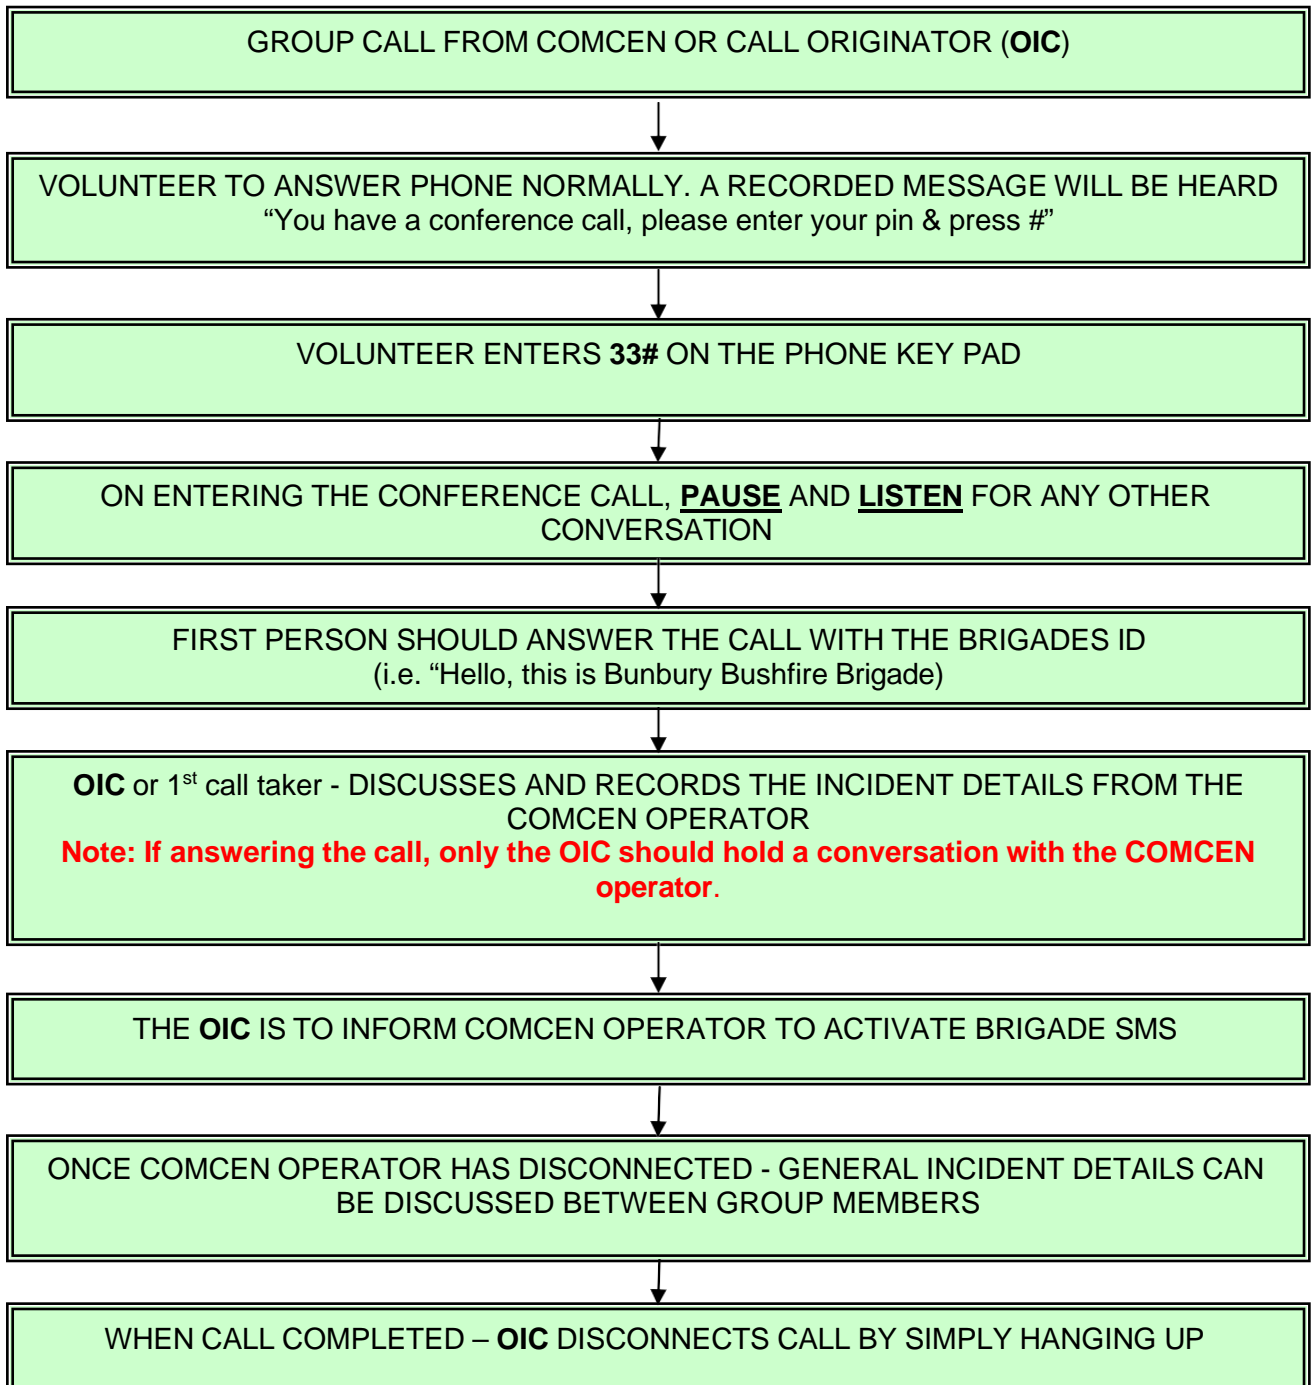 GROUP CALL FROM COMCEN OR CALL ORIGINATOR (OIC)
VOLUNTEER TO ANSWER PHONE NORMALLY. A RECORDED MESSAGE WILL BE HEARD
“You have a conference call, please enter your pin & press #”
VOLUNTEER ENTERS 33# ON THE PHONE KEY PAD
ON ENTERING THE CONFERENCE CALL, PAUSE AND LISTEN FOR ANY OTHER
CONVERSATION
FIRST PERSON SHOULD ANSWER THE CALL WITH THE BRIGADES ID
(i.e. “Hello, this is Bunbury Bushfire Brigade)
OIC or 1st call taker - DISCUSSES AND RECORDS THE INCIDENT DETAILS FROM THE
COMCEN OPERATOR
Note: If answering the call, only the OIC should hold a conversation with the COMCEN
operator.
THE OIC IS TO INFORM COMCEN OPERATOR TO ACTIVATE BRIGADE SMS
ONCE COMCEN OPERATOR HAS DISCONNECTED - GENERAL INCIDENT DETAILS CAN
BE DISCUSSED BETWEEN GROUP MEMBERS
WHEN CALL COMPLETED – OIC DISCONNECTS CALL BY SIMPLY HANGING UP